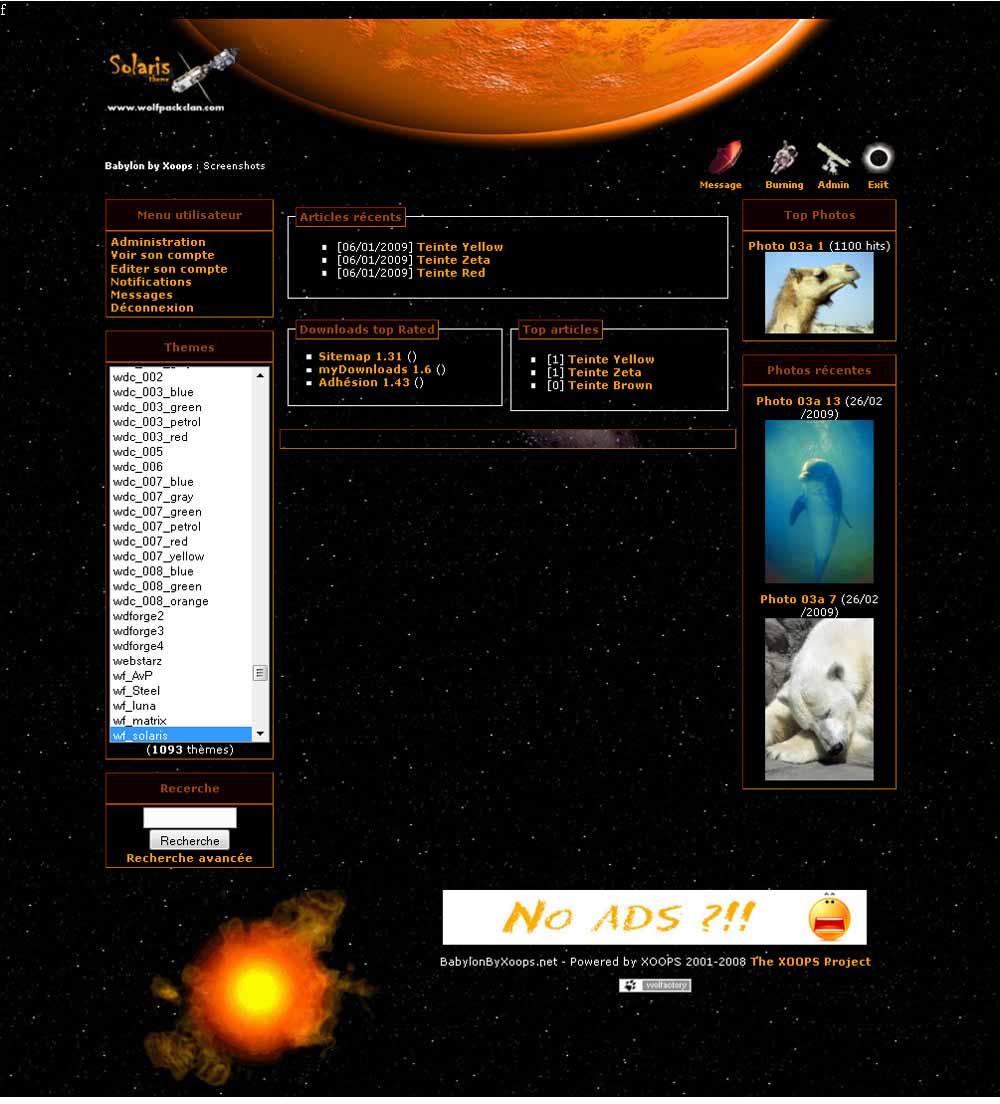 f
Solaris
theme
www.wolfpackclan.com
Babylon by Xoops : Screenshots
Message Burning Admin Exit
Menu utilisateur
Administration
Voir son compte
Editer son compte
Notifications
Messages
Déconnexion
Themes
wdc_002
wdc_003_blue
wdc_003_green
wdc_003_petrol
wdc_003_red
wdc_005
wdc_006
wdc_007_blue
wdc_007_gray
wdc_007_green
wdc_007_petrol
wdc_007_red
wdc_007_yellow
wdc_008_blue
wdc_008_green
wdc_008_orange
wdforge2
wdforge3
wdforge4
webstarz
wf_AvP
wf_Steel
wf_luna
wf_matrix
wf_solaris
(1093 thèmes)
Recerche
Recherche
Recherche avancée
Articles récents
[06/01/2009] Teinte Yellow
[06/01/2009] Teinte Zeta
[06/01/2009] Teinte Red
Downloads top Rated
Sitemap 1.31 ()
myDownloads 1.6 ()
Adhésion 1.43 ()
Top articles
[1] Teinte Yellow
[1] Teinte Zeta
[0] Teinte Brown
Top Photos
Photo 03a 1 (1100 hits)
Photos récentes
Photo 03a 13 (26/02
/2009)
Photo 03a 7 (26/02
/2009)
No ADS ?!!
BabylonByXoops.net - Powered by XOOPS 2001-2008 The XOOPS Project
wolfactory